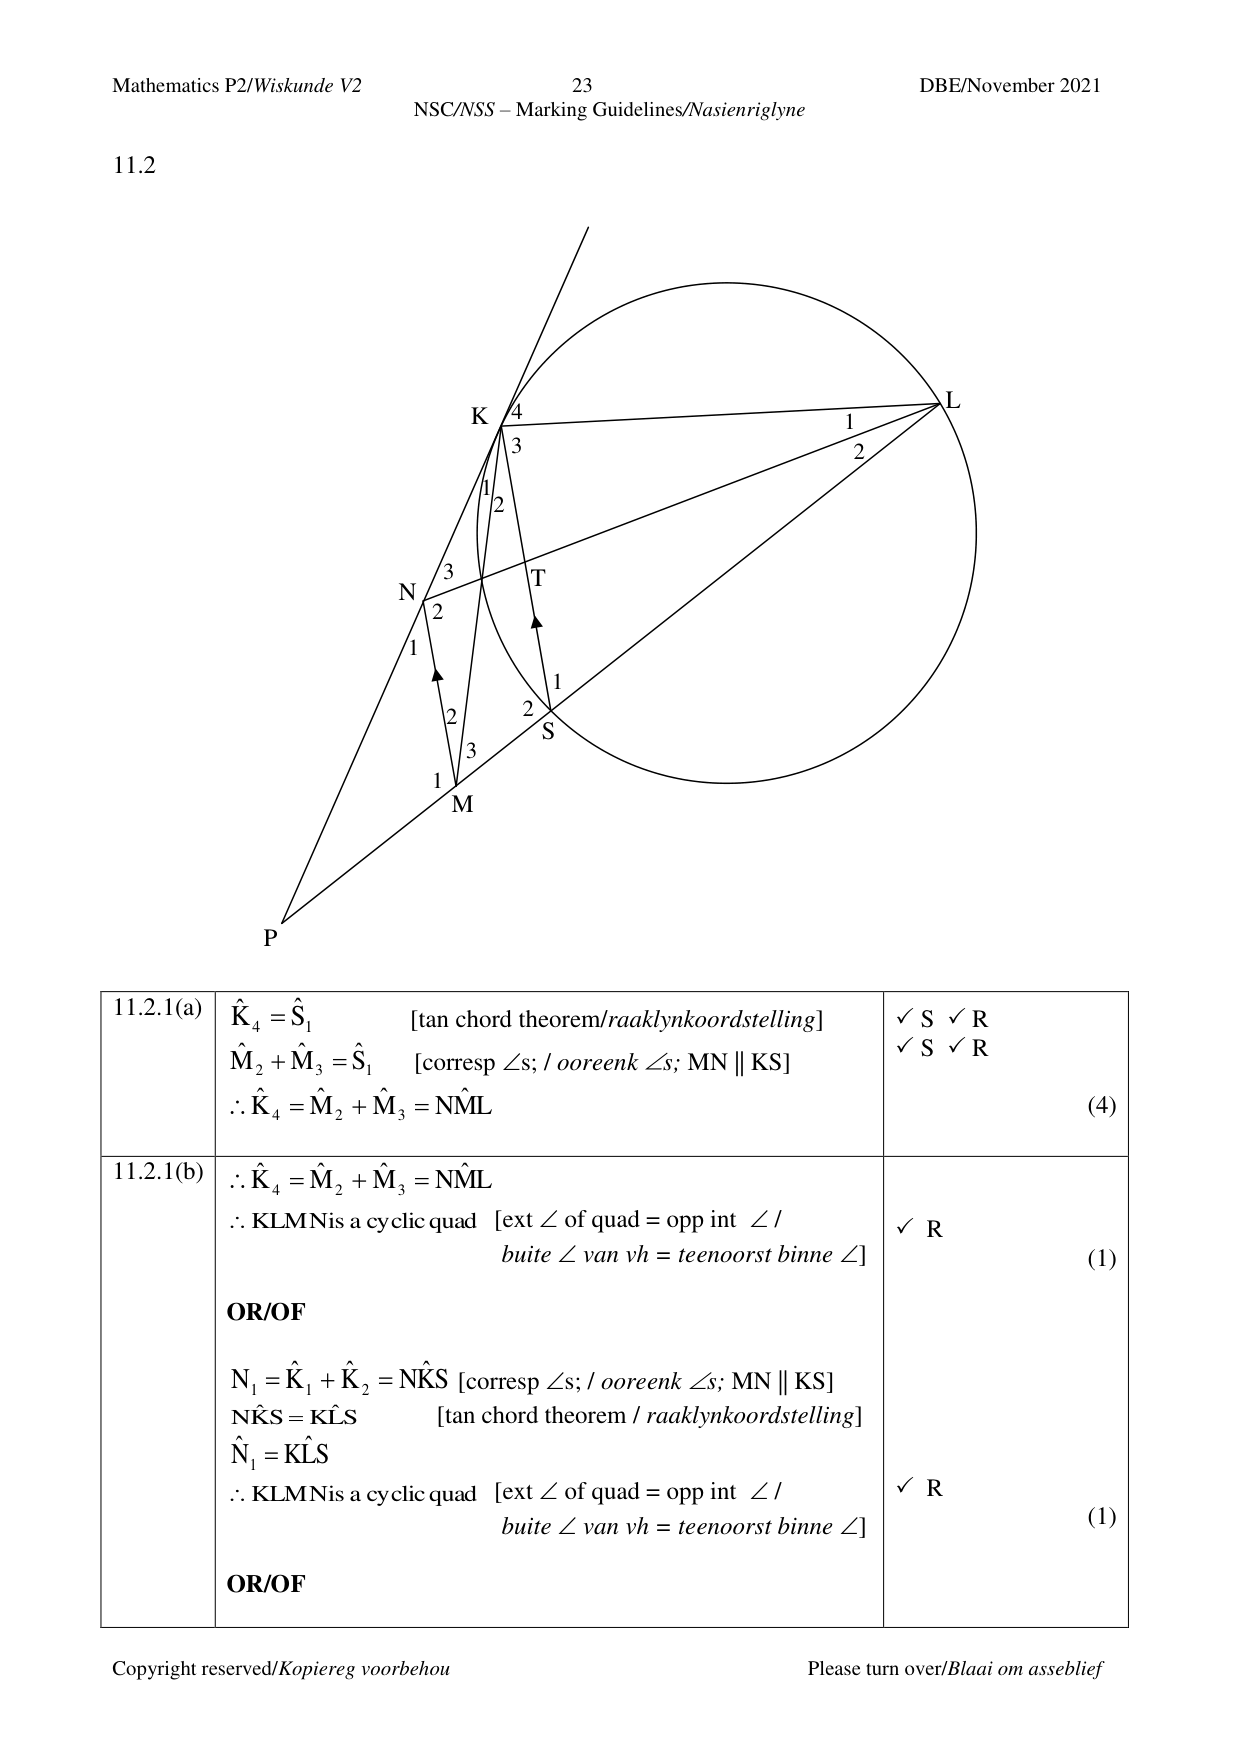 Mathematics P2/Wiskunde V2 23 DBE/November 2021
NSC/NSS – Marking Guidelines/Nasienriglyne
11.2
K 4 L
3 1
2
1
2
3 T
N
2
1
1
2 2
S
3
1
M
P
11.2.1(a) K̂₄ = Ŝ₁ [tan chord theorem/raaklynkoordstelling] ✓ S ✓ R
M̂₂ + M̂₃ = Ŝ₁ [corresp ∠s; / ooreenk ∠s; MN || KS] ✓ S ✓ R
∴ K̂₄ = M̂₂ + M̂₃ = NM̂L (4)
11.2.1(b) ∴ K̂₄ = M̂₂ + M̂₃ = NM̂L
∴ KLMN is a cyclic quad [ext ∠ of quad = opp int ∠ / ✓ R
buite ∠ van vh = teenoorst binne ∠] (1)
OR/OF
N₁ = K̂₁ + K̂₂ = NK̂S [corresp ∠s; / ooreenk ∠s; MN || KS]
NK̂S = KL̂S [tan chord theorem / raaklynkoordstelling]
N̂₁ = KL̂S
∴ KLMN is a cyclic quad [ext ∠ of quad = opp int ∠ / ✓ R
buite ∠ van vh = teenoorst binne ∠] (1)
OR/OF
Copyright reserved/Kopiereg voorbehou Please turn over/Blaai om asseblief